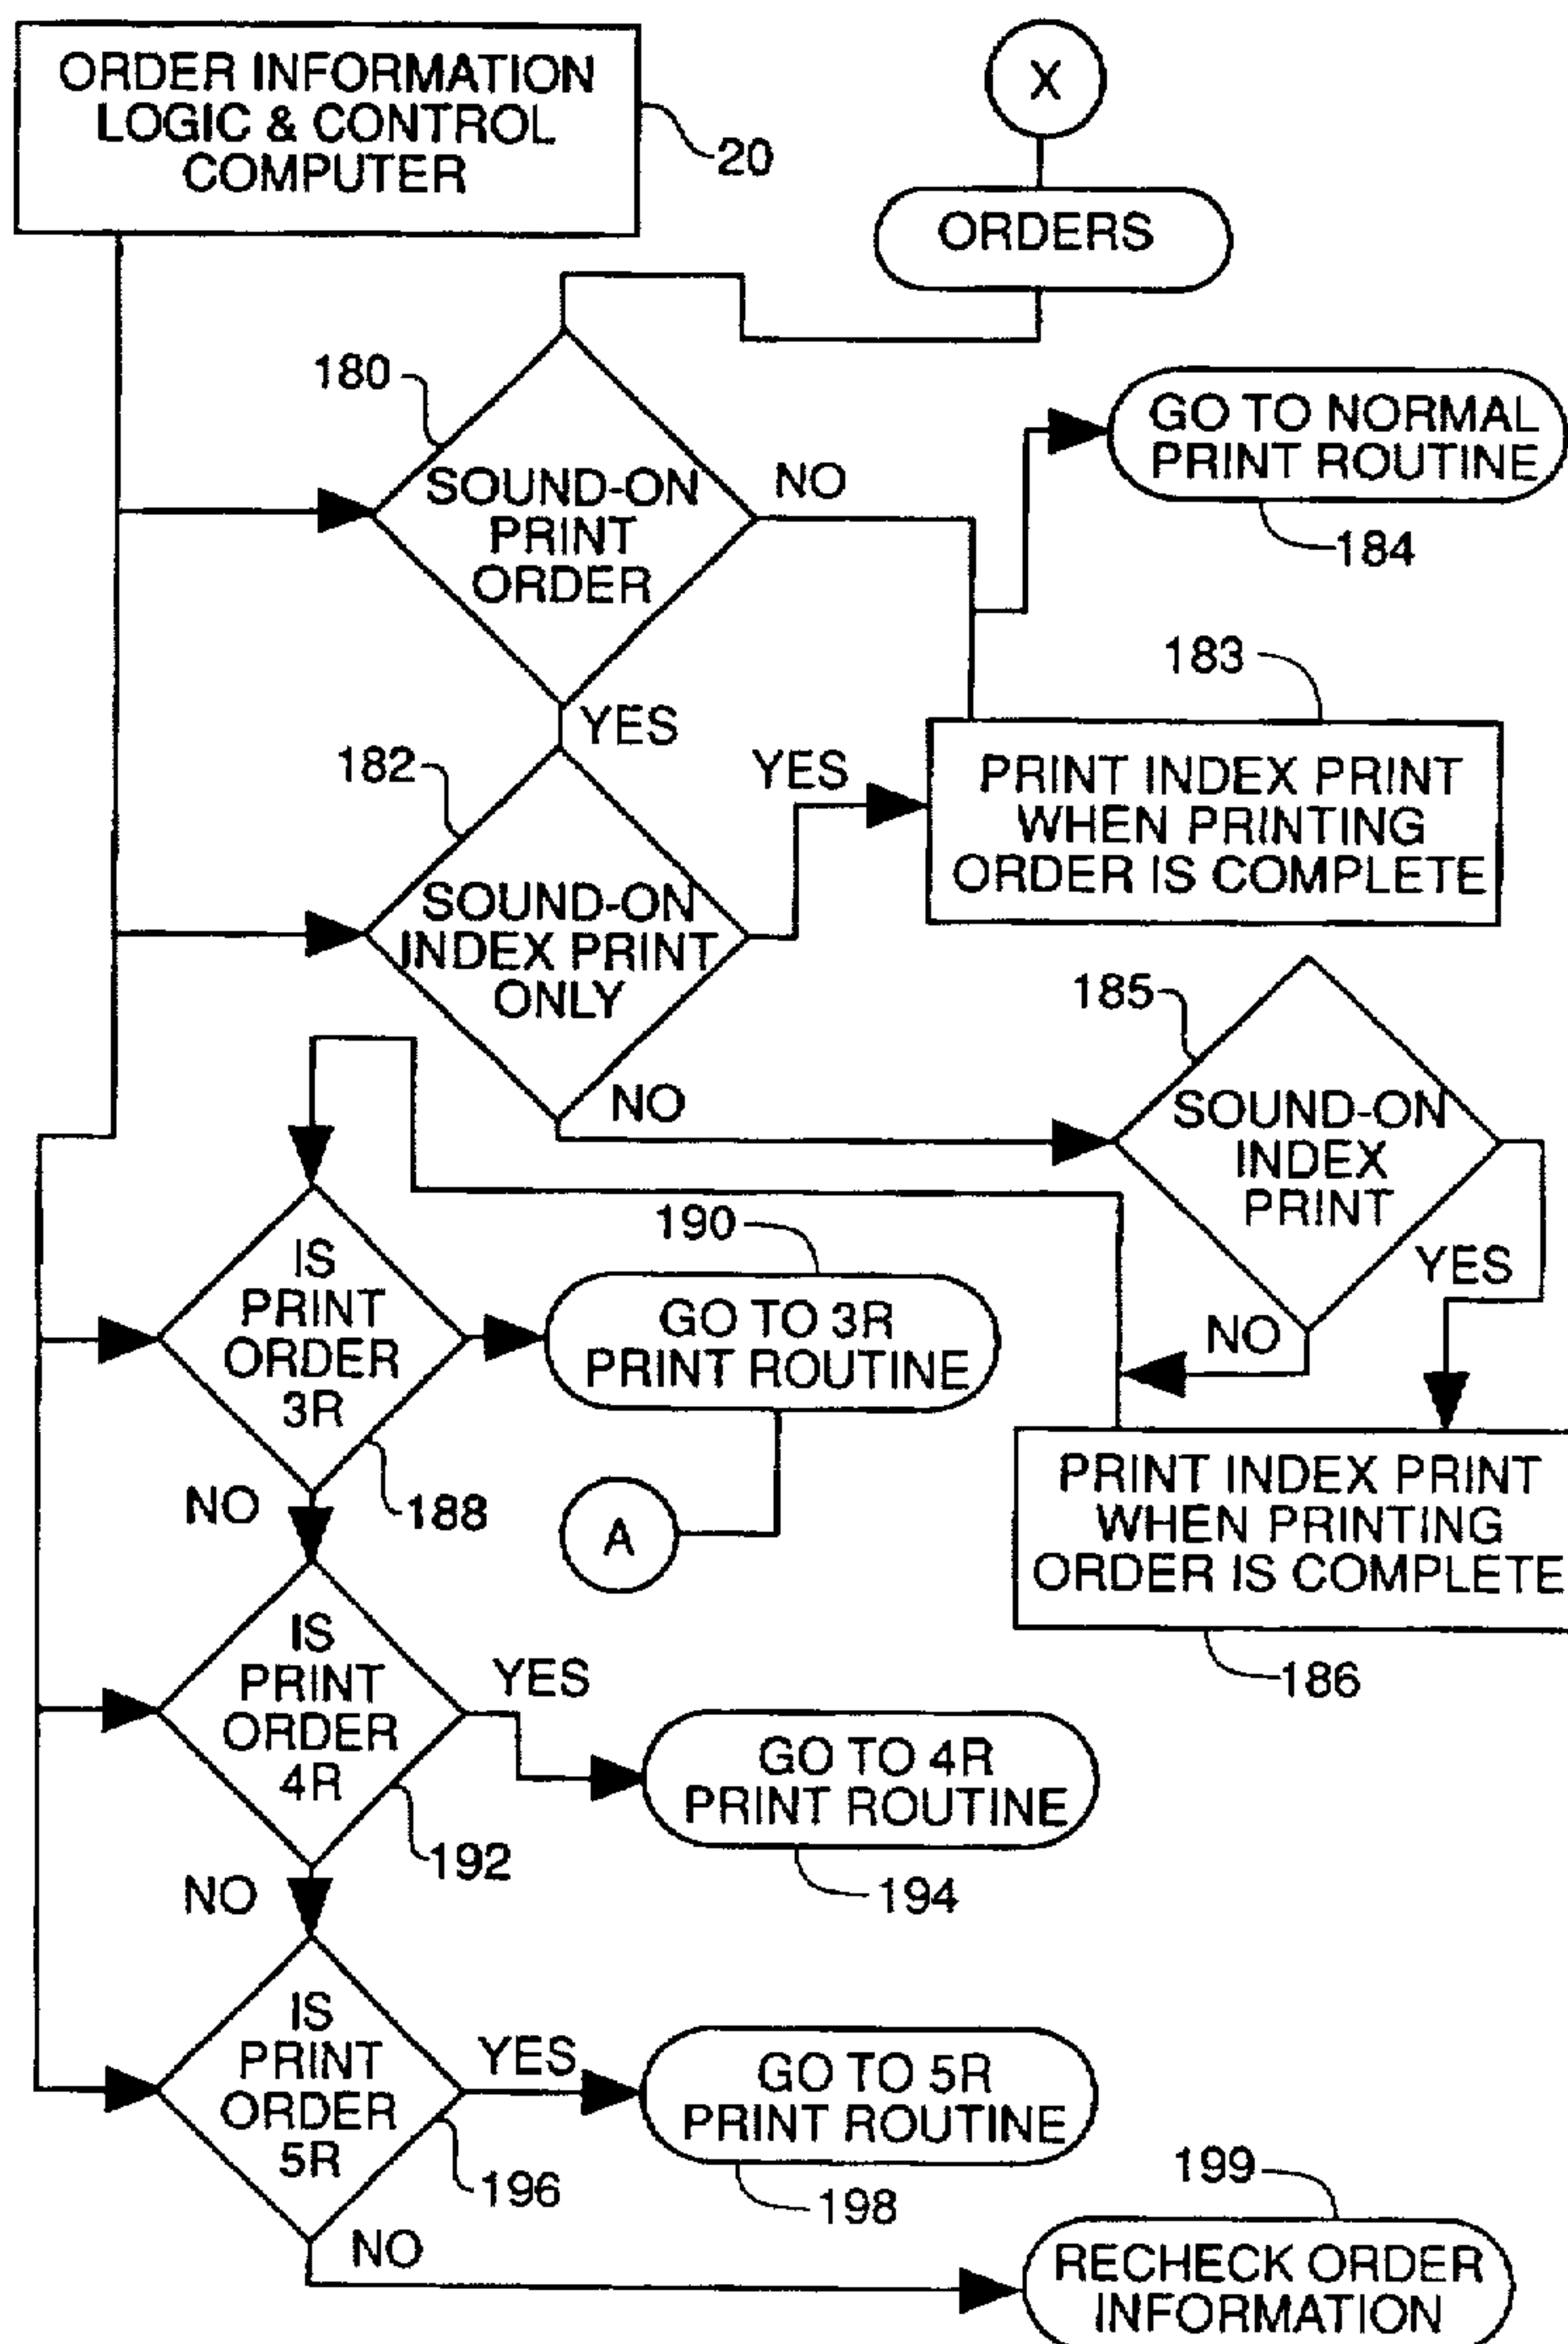 ORDER INFORMATION
LOGIC & CONTROL
COMPUTER
20
X
ORDERS
180
SOUND-ON
PRINT
ORDER
NO
GO TO NORMAL
PRINT ROUTINE
184
YES
183
182
YES
PRINT INDEX PRINT
WHEN PRINTING
ORDER IS COMPLETE
SOUND-ON
INDEX PRINT
ONLY
NO
185
SOUND-ON
INDEX
PRINT
YES
NO
IS
PRINT
ORDER
3R
190
GO TO 3R
PRINT ROUTINE
NO
188
A
PRINT INDEX PRINT
WHEN PRINTING
ORDER IS COMPLETE
186
IS
PRINT
ORDER
4R
YES
GO TO 4R
PRINT ROUTINE
192
194
NO
IS
PRINT
ORDER
5R
YES
GO TO 5R
PRINT ROUTINE
196
198
NO
199
RECHECK ORDER
INFORMATION